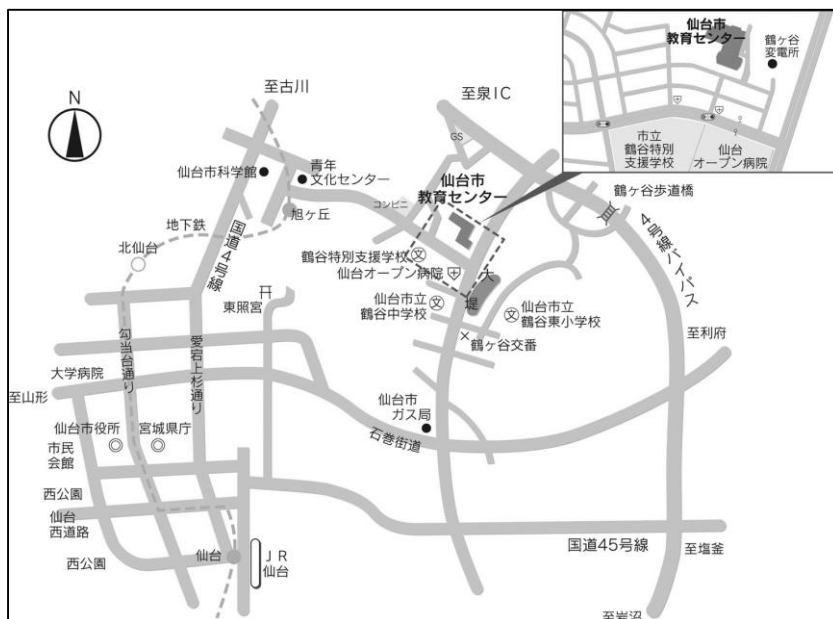 仙台市
教育センター
鶴ヶ谷
変電所
市立
鶴谷特別
支援学校
仙台
オープン病院
N
至古川
至泉IC
GS
仙台市科学館
青年
文化センター
コンビニ
仙台市
教育センター
鶴ヶ谷歩道橋
旭ヶ丘
地下鉄
国道4号線
4号線バイパス
北仙台
鶴谷特別支援学校
文
仙台オープン病院
大堤
仙台市立
鶴谷中学校
文
文
仙台市立
鶴谷東小学校
東照宮
鶴ヶ谷交番
至利府
勾当台通り
愛宕上杉通り
大学病院
至山形
仙台市
ガス局
石巻街道
仙台市役所
宮城県庁
市民
会館
西公園
仙台
西道路
西公園
仙台
JR
仙台
国道45号線
至塩釜
至岩沼